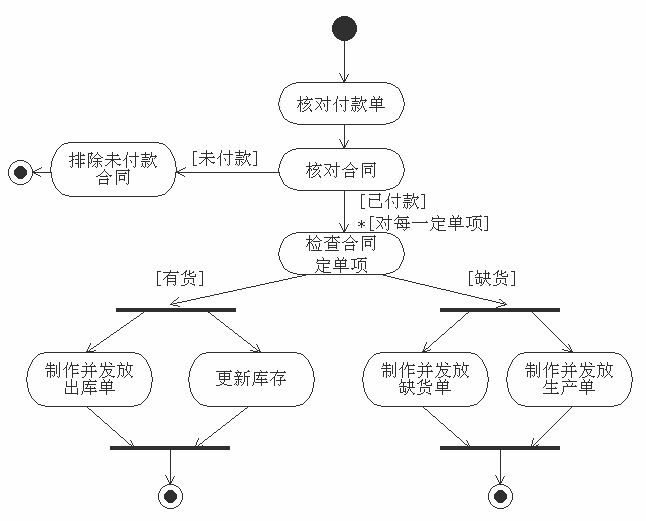 核对付款单
排除未付款
合同
[未付款]
核对合同
[已付款]
*[对每一定单项]
检查合同
定单项
[有货]
[缺货]
制作并发放
出库单
更新库存
制作并发放
缺货单
制作并发放
生产单